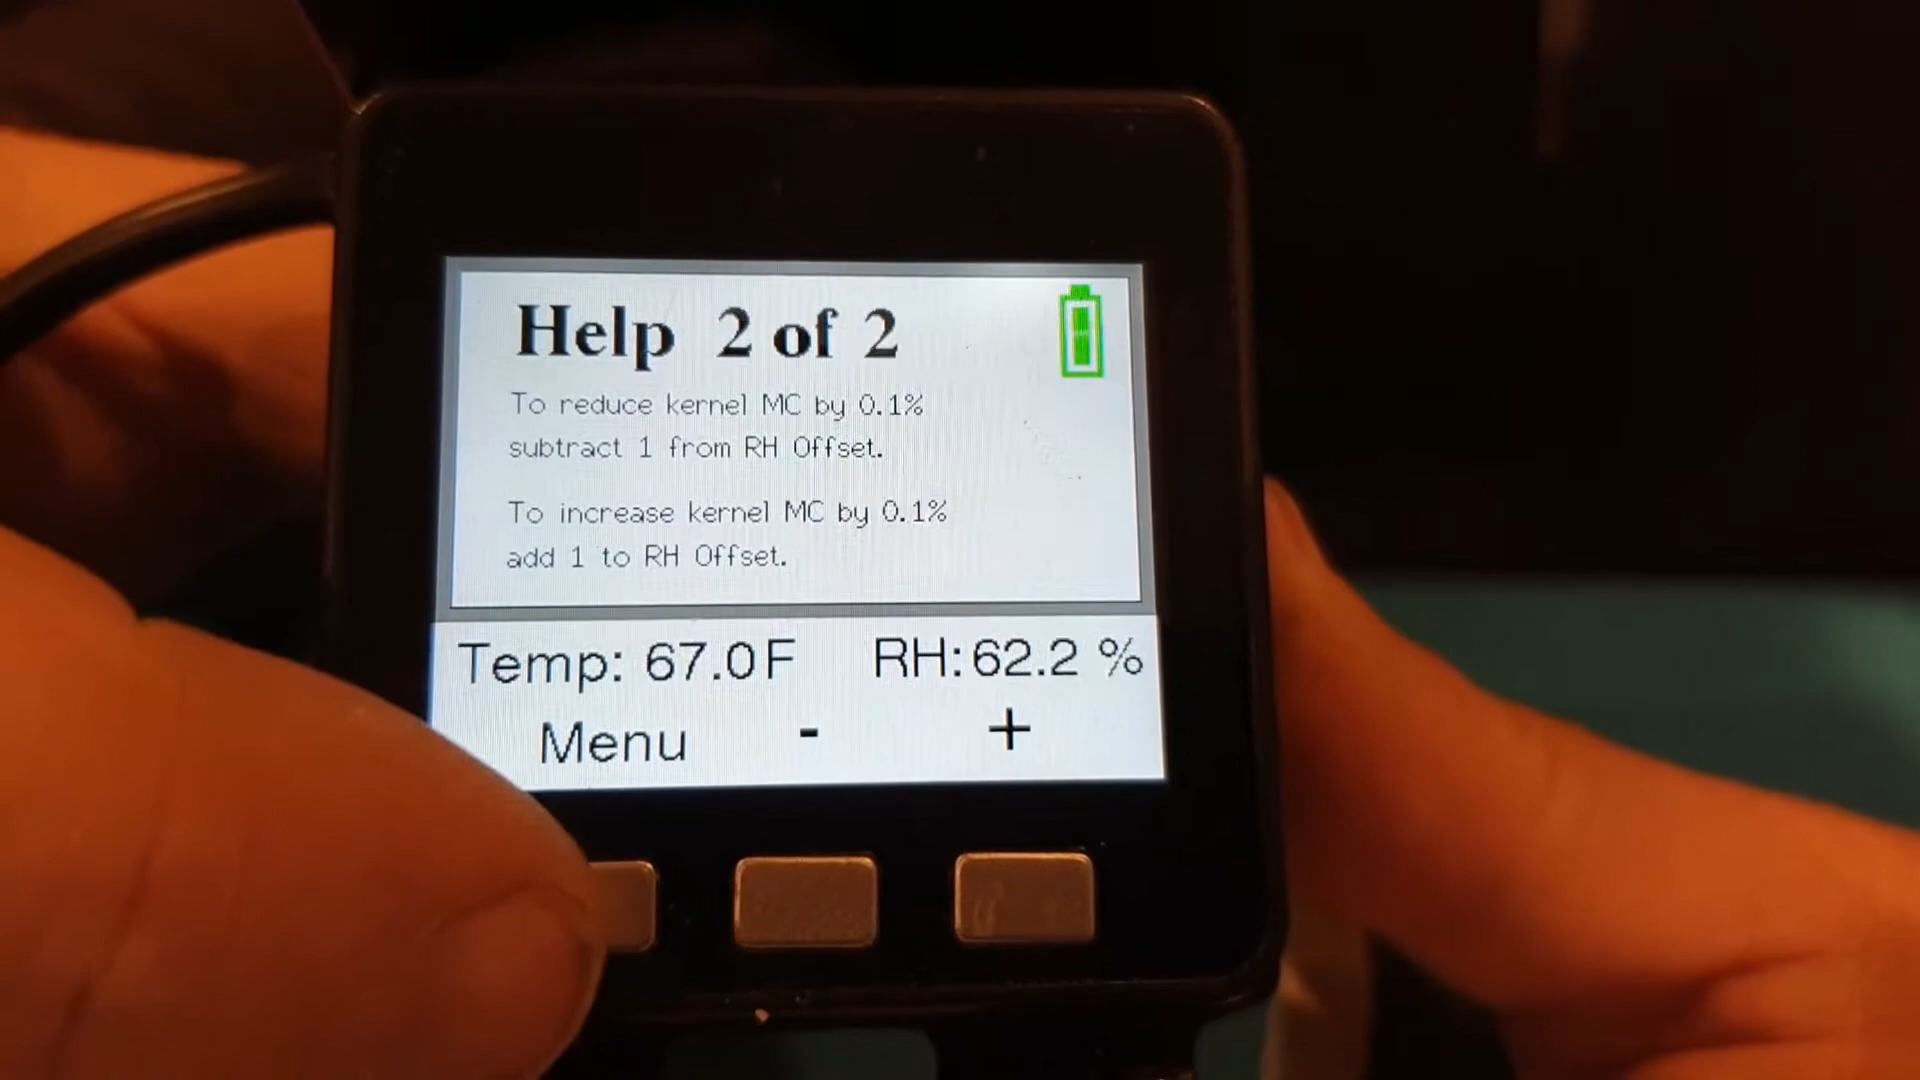 Help 2 of 2
To reduce kernel MC by 0.1%
subtract 1 from RH Offset.
To increase kernel MC by 0.1%
add 1 to RH Offset.
Temp: 67.0F RH: 62.2 %
Menu - +